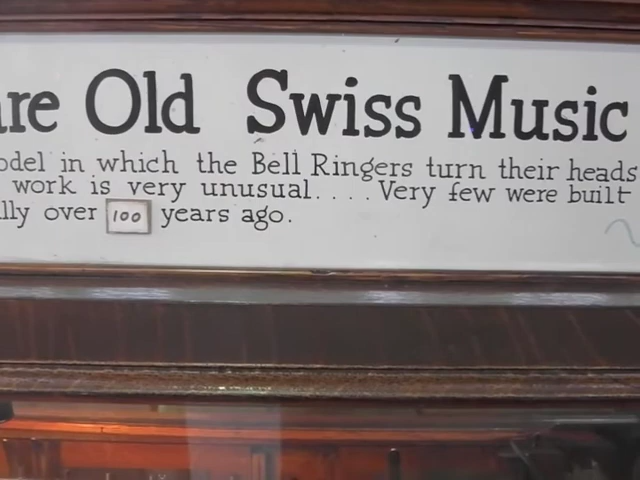 are Old Swiss Music
odel in which the Bell Ringers turn their heads
work is very unusual.... Very few were built
lly over 100 years ago.